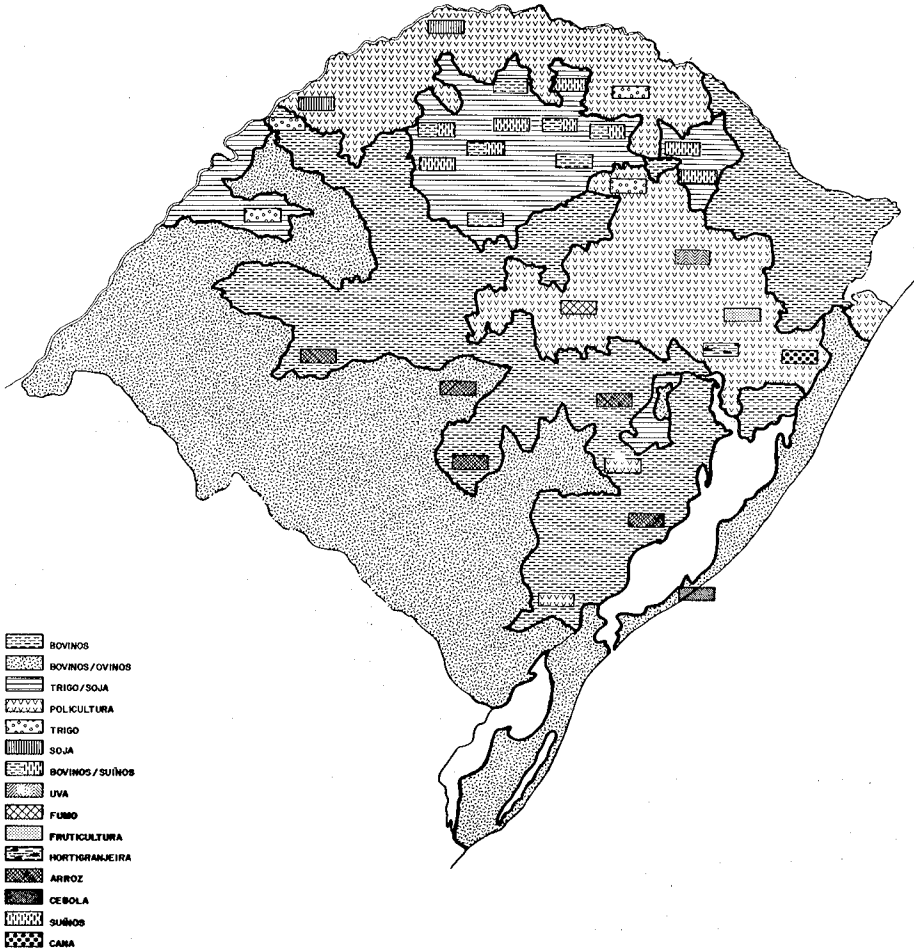 BOVINOS
BOVINOS/OVINOS
TRIGO/SOJA
POLICULTURA
TRIGO
SOJA
BOVINOS/SUÍNOS
UVA
FUMO
FRUTICULTURA
HORTIGRANJEIRA
ARROZ
CEBOLA
SUÍNOS
CANA